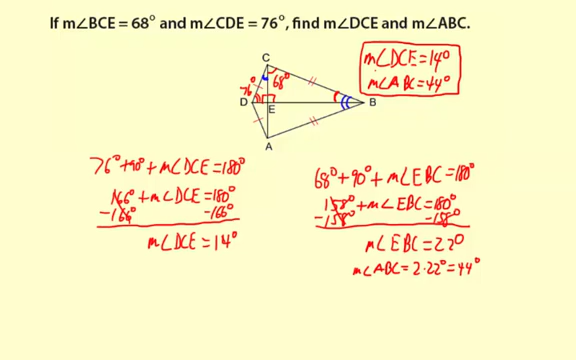 If m∠BCE = 68° and m∠CDE = 76°, find m∠DCE and m∠ABC.
C
76°
68°
m∠DCE=14°
m∠ABC=44°
D
E
B
A
76°+90°+m∠DCE=180°
166°+m∠DCE=180°
-166° -166°
m∠DCE=14°
68°+90°+m∠EBC=180°
158°+m∠EBC=180°
-158° -158°
m∠EBC=22°
m∠ABC=2·22°=44°